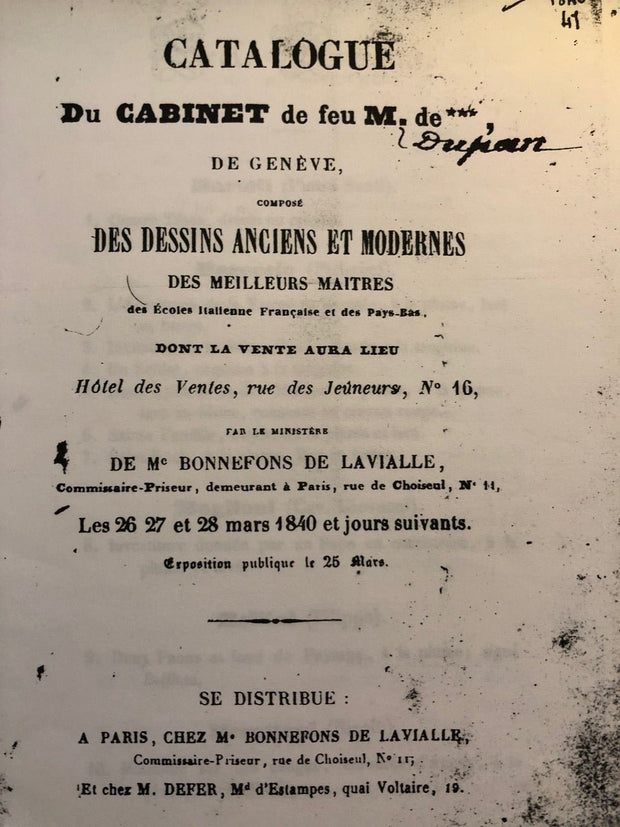 41
CATALOGUE
Du CABINET de feu M. de ***,
Dupan
DE GENÈVE,
COMPOSÉ
DES DESSINS ANCIENS ET MODERNES
DES MEILLEURS MAITRES
des Écoles Italienne Française et des Pays-Bas,
DONT LA VENTE AURA LIEU
Hôtel des Ventes, rue des Jeûneurs, No 16,
PAR LE MINISTÈRE
DE Me BONNEFONS DE LAVIALLE,
Commissaire-Priseur, demeurant à Paris, rue de Choiseul, No 11,
Les 26 27 et 28 mars 1840 et jours suivants.
Exposition publique le 25 Mars.
SE DISTRIBUE :
A PARIS, CHEZ Me BONNEFONS DE LAVIALLE,
Commissaire-Priseur, rue de Choiseul, No 11;
Et chez M. DEFER, Md d'Estampes, quai Voltaire, 19.